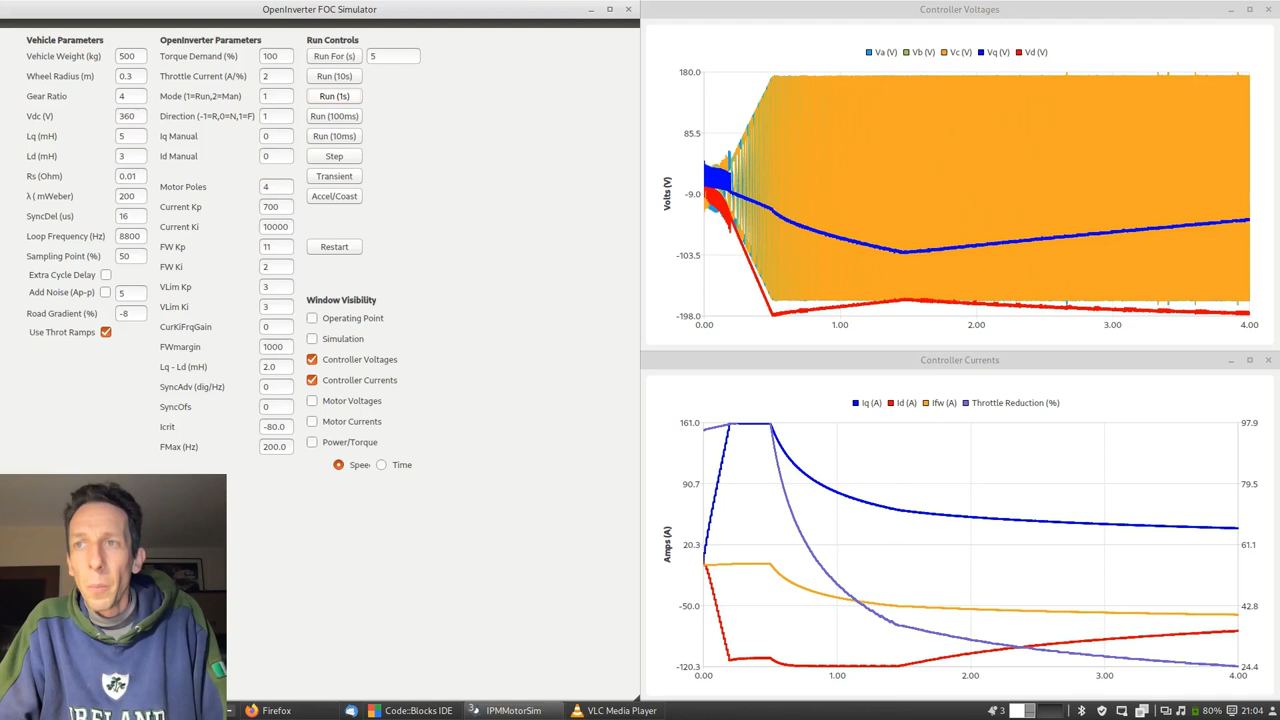 OpenInverter FOC Simulator
Vehicle Parameters
Vehicle Weight (kg) 500
Wheel Radius (m) 0.3
Gear Ratio 4
Vdc (V) 360
Lq (mH) 5
Ld (mH) 3
Rs (Ohm) 0.01
λ ( mWeber) 200
SyncDel (us) 16
Loop Frequency (Hz) 8800
Sampling Point (%) 50
Extra Cycle Delay
Add Noise (Ap-p) 5
Road Gradient (%) -8
Use Throt Ramps
OpenInverter Parameters
Torque Demand (%) 100
Throttle Current (A/%) 2
Mode (1=Run,2=Man) 1
Direction (-1=R,0=N,1=F) 1
Iq Manual 0
Id Manual 0
Motor Poles 4
Current Kp 700
Current Ki 10000
FW Kp 11
FW Ki 2
VLim Kp 3
VLim Ki 3
CurKiFrqGain 0
FWmargin 1000
Lq - Ld (mH) 2.0
SyncAdv (dig/Hz) 0
SyncOfs 0
Icrit -80.0
FMax (Hz) 200.0
Run Controls
Run For (s) 5
Run (10s)
Run (1s)
Run (100ms)
Run (10ms)
Step
Transient
Accel/Coast
Restart
Window Visibility
Operating Point
Simulation
Controller Voltages
Controller Currents
Motor Voltages
Motor Currents
Power/Torque
Spee Time
Controller Voltages
Va (V) Vb (V) Vc (V) Vq (V) Vd (V)
Volts (V)
180.0
85.5
-9.0
-103.5
-198.0
0.00 1.00 2.00 3.00 4.00
Controller Currents
Iq (A) Id (A) Ifw (A) Throttle Reduction (%)
Amps (A)
161.0 97.9
90.7 79.5
20.3 61.1
-50.0 42.8
-120.3 24.4
0.00 1.00 2.00 3.00 4.00
IRELAND
Firefox Code::Blocks IDE IPMMotorSim VLC Media Player 3 80% 21:04